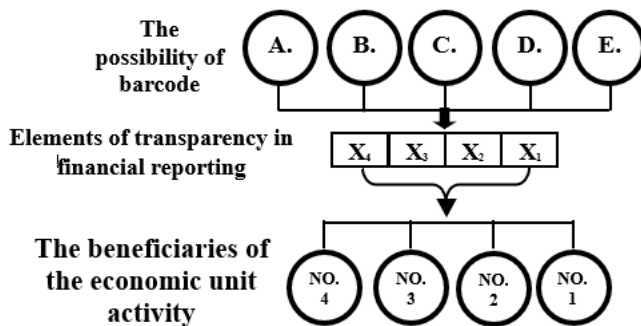 The
possibility of
barcode
A. B. C. D. E.
Elements of transparency in
financial reporting
X₄ X₃ X₂ X₁
The beneficiaries of
the economic unit
activity
NO. 4
NO. 3
NO. 2
NO. 1